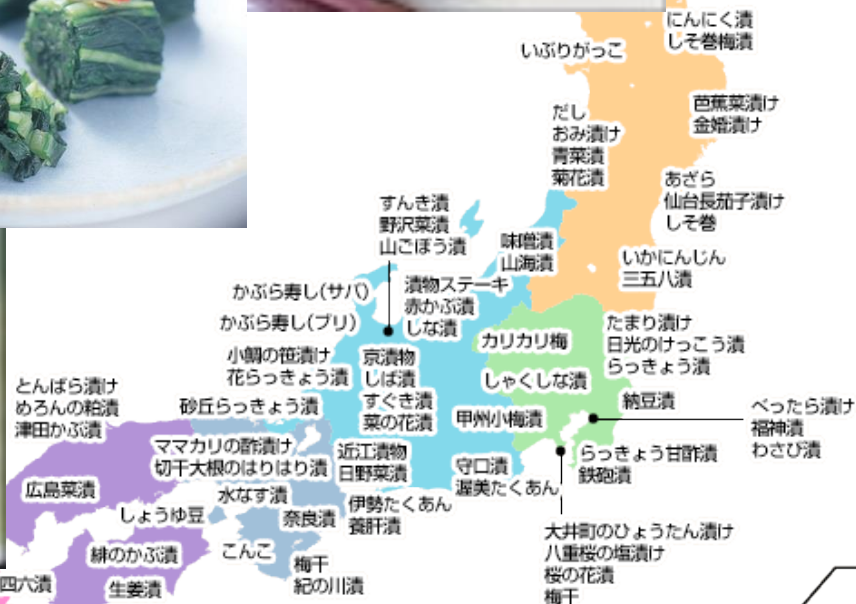 にんにく漬
しそ巻梅漬
いぶりがっこ
芭蕉菜漬け
金婚漬け
だし
おみ漬け
青菜漬
菊花漬
あざら
仙台長茄子漬け
しそ巻
いかにんじん
三五八漬
すんき漬
野沢菜漬
山ごぼう漬
味噌漬
山海漬
漬物ステーキ
赤かぶ漬
しな漬
かぶら寿し(サバ)
かぶら寿し(ブリ)
小鯛の笹漬け
花らっきょう漬
京漬物
しば漬
すぐき漬
菜の花漬
カリカリ梅
しゃくしな漬
たまり漬け
日光のけっこう漬
らっきょう漬
納豆漬
べったら漬け
福神漬
わさび漬
甲州小梅漬
らっきょう甘酢漬
鉄砲漬
とんばら漬け
めろんの粕漬
津田かぶ漬
砂丘らっきょう漬
ママカリの酢漬け
切干大根のはりはり漬
近江漬物
日野菜漬
守口漬
渥美たくあん
広島菜漬
水なす漬
しょうゆ豆
奈良漬
伊勢たくあん
養肝漬
大井町のひょうたん漬け
八重桜の塩漬け
桜の花漬
梅干
緋のかぶ漬
こんこ
梅干
紀の川漬
四六漬
生姜漬